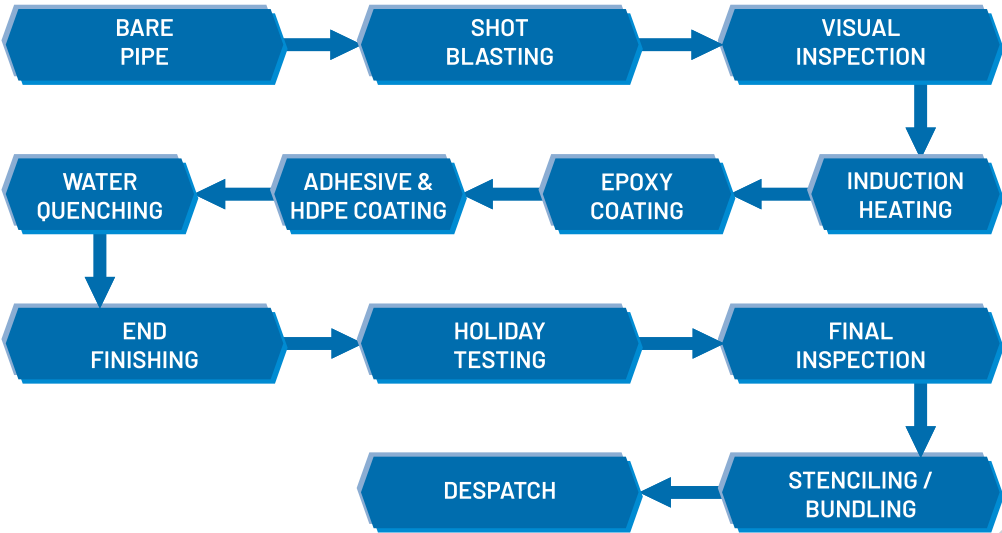 BARE
PIPE
SHOT
BLASTING
VISUAL
INSPECTION
INDUCTION
HEATING
EPOXY
COATING
ADHESIVE &
HDPE COATING
WATER
QUENCHING
END
FINISHING
HOLIDAY
TESTING
FINAL
INSPECTION
STENCILING /
BUNDLING
DESPATCH